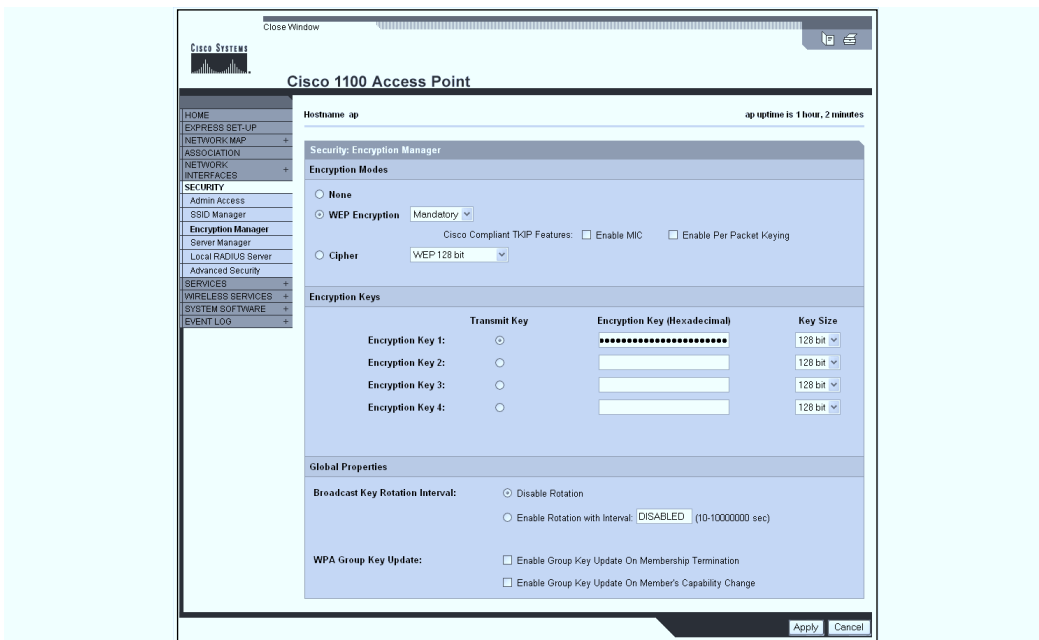 Close Window
CISCO SYSTEMS
Cisco 1100 Access Point
HOME
EXPRESS SET-UP
NETWORK MAP +
ASSOCIATION
NETWORK INTERFACES +
SECURITY
Admin Access
SSID Manager
Encryption Manager
Server Manager
Local RADIUS Server
Advanced Security
SERVICES +
WIRELESS SERVICES +
SYSTEM SOFTWARE +
EVENT LOG +
Hostname ap
ap uptime is 1 hour, 2 minutes
Security: Encryption Manager
Encryption Modes
None
WEP Encryption Mandatory
Cisco Compliant TKIP Features: Enable MIC Enable Per Packet Keying
Cipher WEP 128 bit
Encryption Keys
Transmit Key Encryption Key (Hexadecimal) Key Size
Encryption Key 1: 128 bit
Encryption Key 2: 128 bit
Encryption Key 3: 128 bit
Encryption Key 4: 128 bit
Global Properties
Broadcast Key Rotation Interval: Disable Rotation
Enable Rotation with Interval: DISABLED (10-10000000 sec)
WPA Group Key Update: Enable Group Key Update On Membership Termination
Enable Group Key Update On Member's Capability Change
Apply Cancel